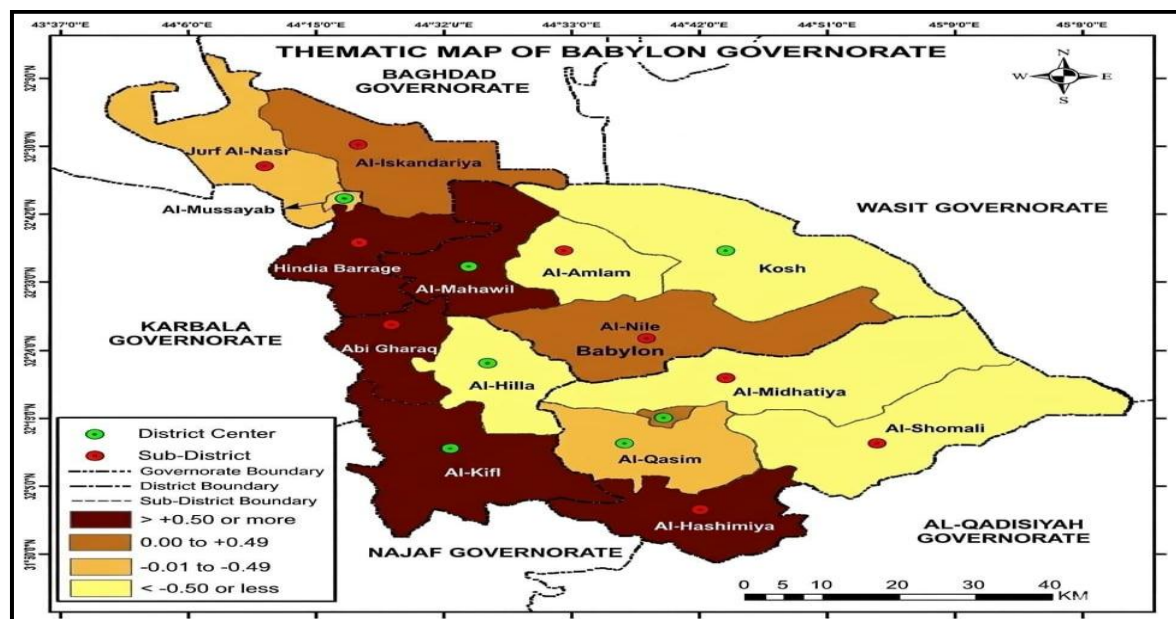 43°37'0"E
44°6'0"E
44°15'0"E
44°32'0"E
44°33'0"E
44°42'0"E
44°51'0"E
45°9'0"E
45°9'0"E
THEMATIC MAP OF BABYLON GOVERNORATE
BAGHDAD
GOVERNORATE
N
W
E
S
Jurf Al-Nasr
Al-Iskandariya
Al-Mussayab
WASIT GOVERNORATE
Hindia Barrage
Al-Mahawil
Al-Amlam
Kosh
KARBALA
GOVERNORATE
Abi Gharaq
Al-Nile
Babylon
Al-Hilla
Al-Midhatiya
Al-Shomali
Al-Qasim
Al-Kifl
Al-Hashimiya
NAJAF GOVERNORATE
AL-QADISIYAH
GOVERNORATE
District Center
Sub-District
Governorate Boundary
District Boundary
Sub-District Boundary
> +0.50 or more
0.00 to +0.49
-0.01 to -0.49
< -0.50 or less
0 5 10 20 30 40
KM